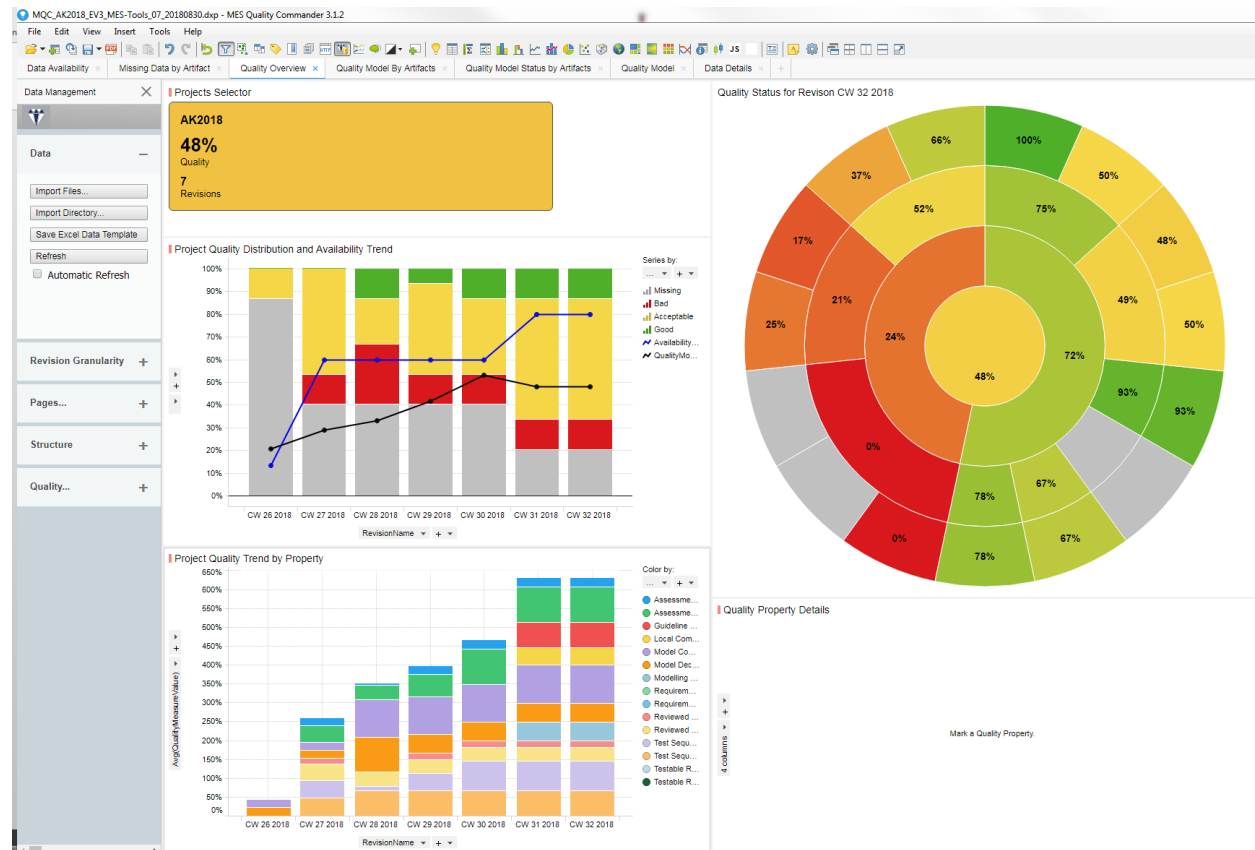 MQC_AK2018_EV3_MES-Tools_07_20180830.dxp - MES Quality Commander 3.1.2
File Edit View Insert Tools Help
JS
Data Availability Missing Data by Artifact Quality Overview Quality Model By Artifacts Quality Model Status by Artifacts Quality Model Data Details
Data Management
Data
Import Files...
Import Directory...
Save Excel Data Template
Refresh
Automatic Refresh
Revision Granularity
Pages...
Structure
Quality...
Projects Selector
AK2018
48%
Quality
7
Revisions
Project Quality Distribution and Availability Trend
100%
90%
80%
70%
60%
50%
40%
30%
20%
10%
0%
CW 26 2018 CW 27 2018 CW 28 2018 CW 29 2018 CW 30 2018 CW 31 2018 CW 32 2018
RevisionName
Series by:
...
Missing
Bad
Acceptable
Good
Availability...
QualityMo...
Project Quality Trend by Property
Avg(QualityMeasureValue)
650%
600%
550%
500%
450%
400%
350%
300%
250%
200%
150%
100%
50%
0%
CW 26 2018 CW 27 2018 CW 28 2018 CW 29 2018 CW 30 2018 CW 31 2018 CW 32 2018
RevisionName
Color by:
...
Assessme...
Assessme...
Guideline ...
Local Com...
Model Co...
Model Dec...
Modelling ...
Requirem...
Requirem...
Reviewed ...
Reviewed ...
Test Sequ...
Test Sequ...
Testable R...
Testable R...
Quality Status for Revison CW 32 2018
66%
100%
37%
50%
52%
75%
17%
48%
21%
49%
25%
50%
24%
72%
48%
93%
93%
0%
67%
78%
67%
0%
78%
Quality Property Details
4 columns
Mark a Quality Property.